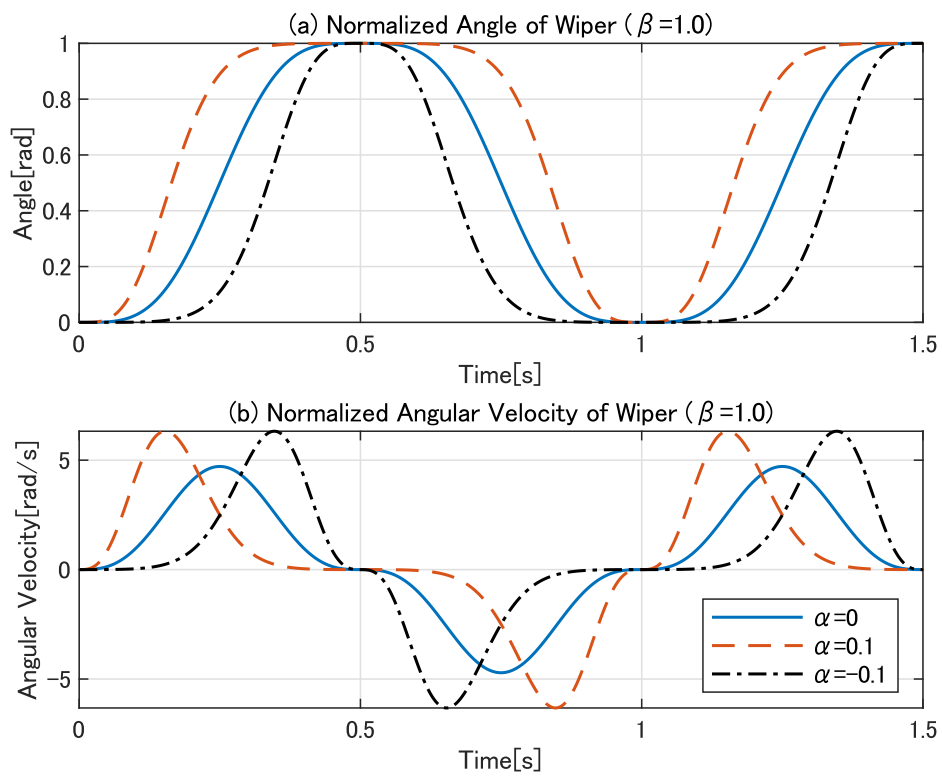 (a) Normalized Angle of Wiper (β=1.0)
1
0.8
0.6
0.4
0.2
0
Angle[rad]
0 0.5 1 1.5
Time[s]
(b) Normalized Angular Velocity of Wiper (β=1.0)
5
0
−5
Angular Velocity[rad/s]
α=0
α=0.1
α=−0.1
0 0.5 1 1.5
Time[s]